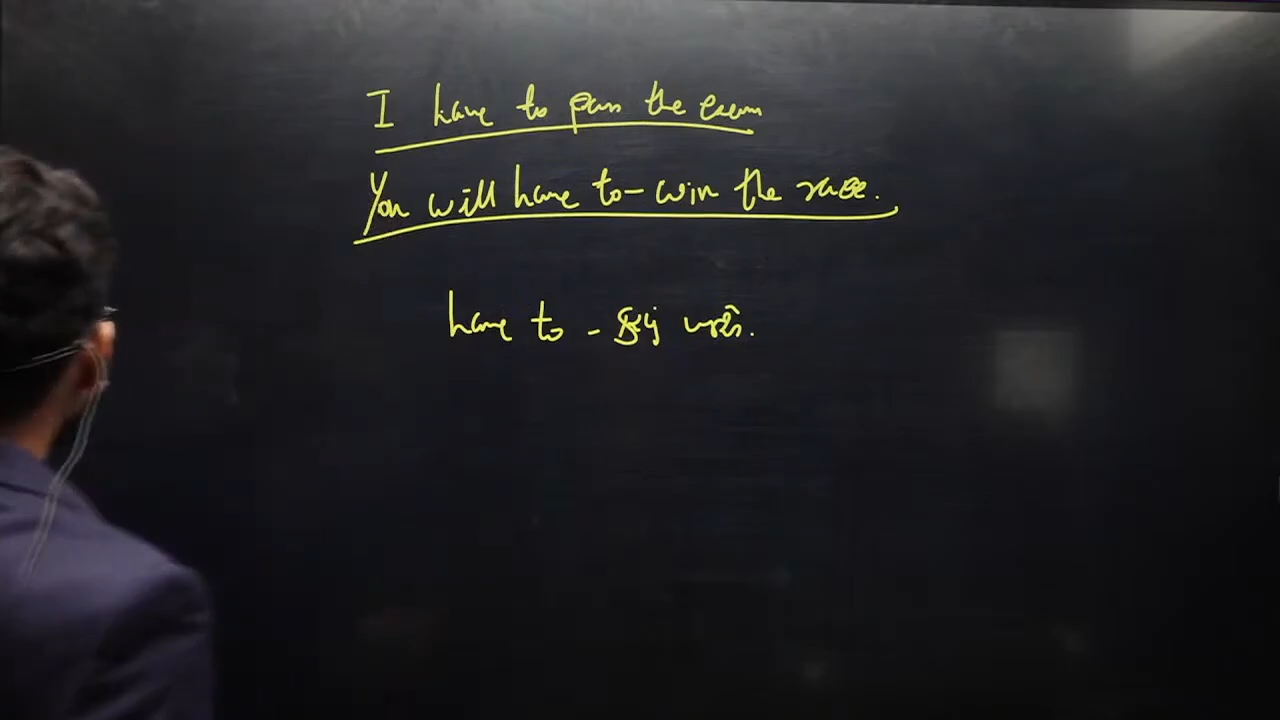 I have to pass the exam
You will have to - win the race.
have to -